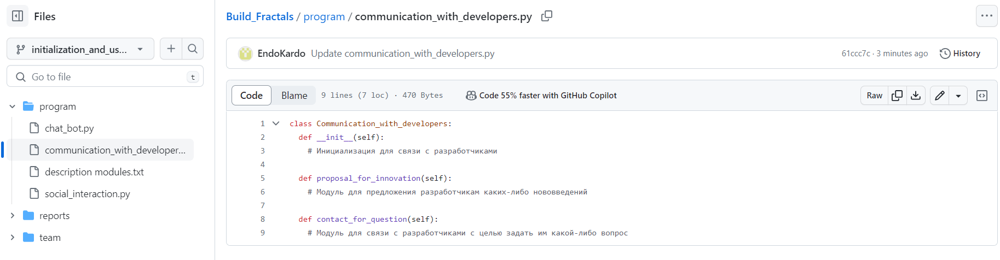 Files
initialization_and_us...
Go to file
t
program
chat_bot.py
communication_with_developer...
description modules.txt
social_interaction.py
reports
team
Build_Fractals / program / communication_with_developers.py
EndoKardo Update communication_with_developers.py
61ccc7c · 3 minutes ago
History
Code Blame 9 lines (7 loc) · 470 Bytes
Code 55% faster with GitHub Copilot
Raw
1 class Communication_with_developers:
2 def __init__(self):
3 # Инициализация для связи с разработчиками
4
5 def proposal_for_innovation(self):
6 # Модуль для предложения разработчикам каких-либо нововведений
7
8 def contact_for_question(self):
9 # Модуль для связи с разработчиками с целью задать им какой-либо вопрос